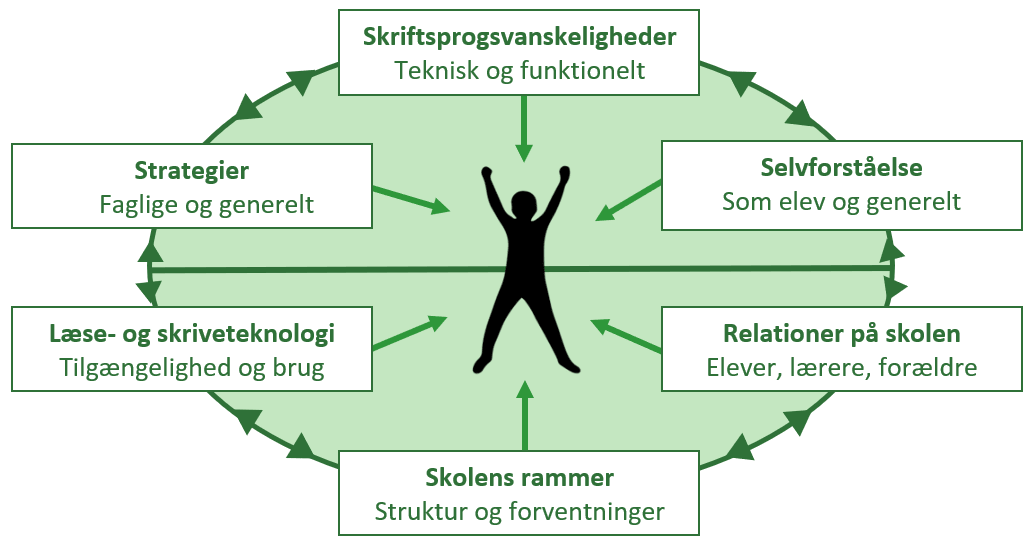 Skriftsprogsvanskeligheder
Teknisk og funktionelt
Strategier
Faglige og generelt
Selvforståelse
Som elev og generelt
Læse- og skriveteknologi
Tilgængelighed og brug
Relationer på skolen
Elever, lærere, forældre
Skolens rammer
Struktur og forventninger